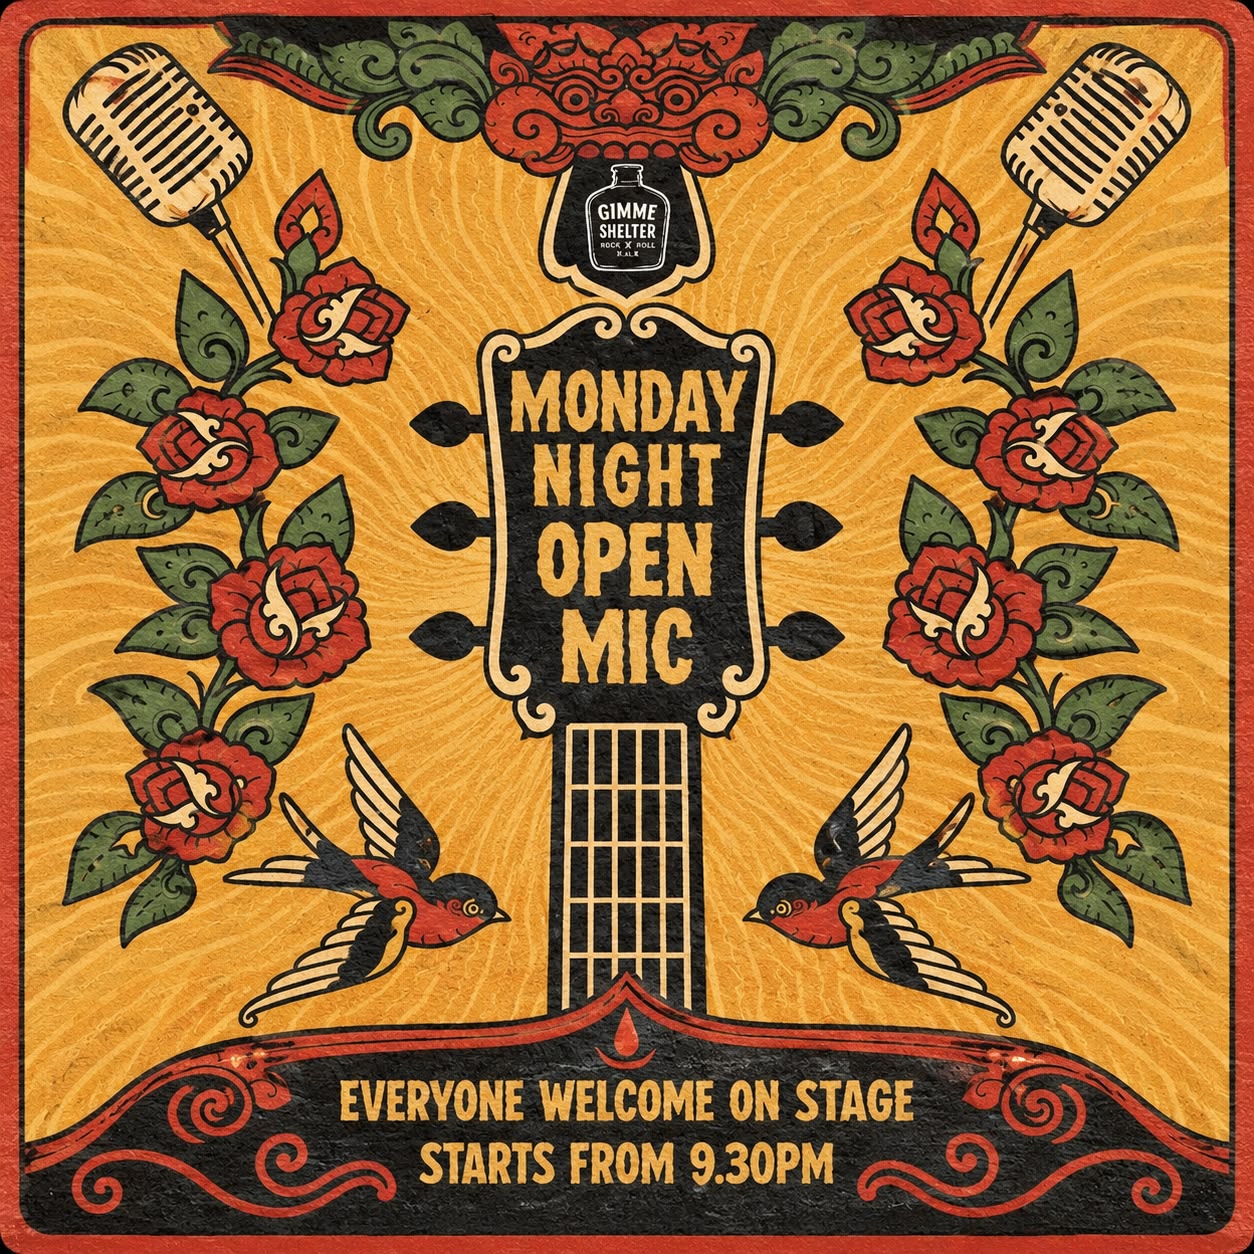 GIMME
SHELTER
ROCK X ROLL
MONDAY
NIGHT
OPEN
MIC
EVERYONE WELCOME ON STAGE
STARTS FROM 9.30PM